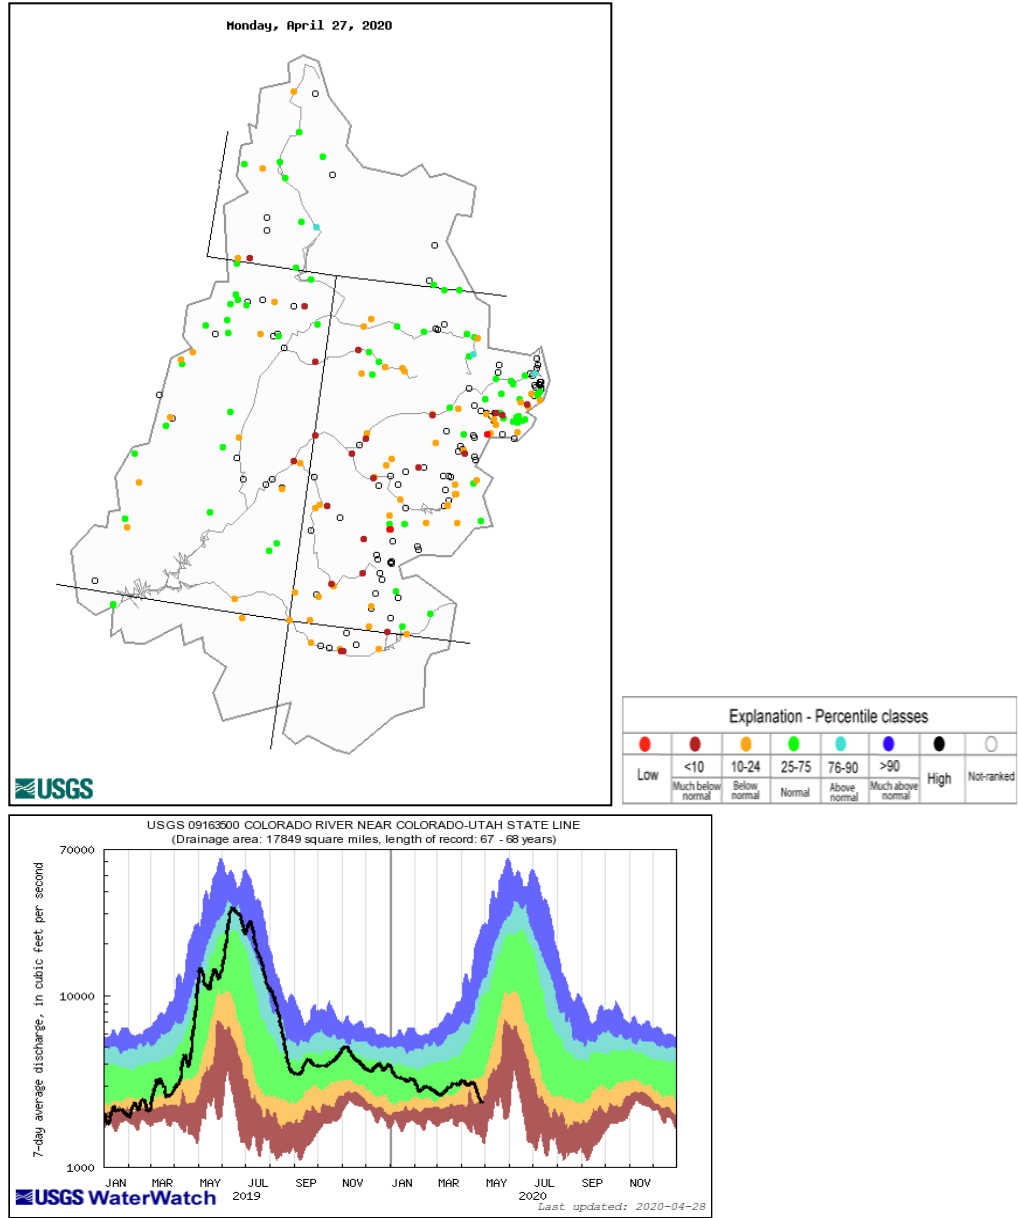 Monday, April 27, 2020
USGS
Explanation - Percentile classes
Low
<10
10-24
25-75
76-90
>90
High
Not-ranked
Much below normal
Below normal
Normal
Above normal
Much above normal
USGS 09163500 COLORADO RIVER NEAR COLORADO-UTAH STATE LINE
(Drainage area: 17849 square miles, length of record: 67 - 68 years)
7-day average discharge, in cubic feet per second
70000
10000
1000
JAN MAR MAY JUL SEP NOV JAN MAR MAY JUL SEP NOV
2019 2020
USGS WaterWatch
Last updated: 2020-04-28